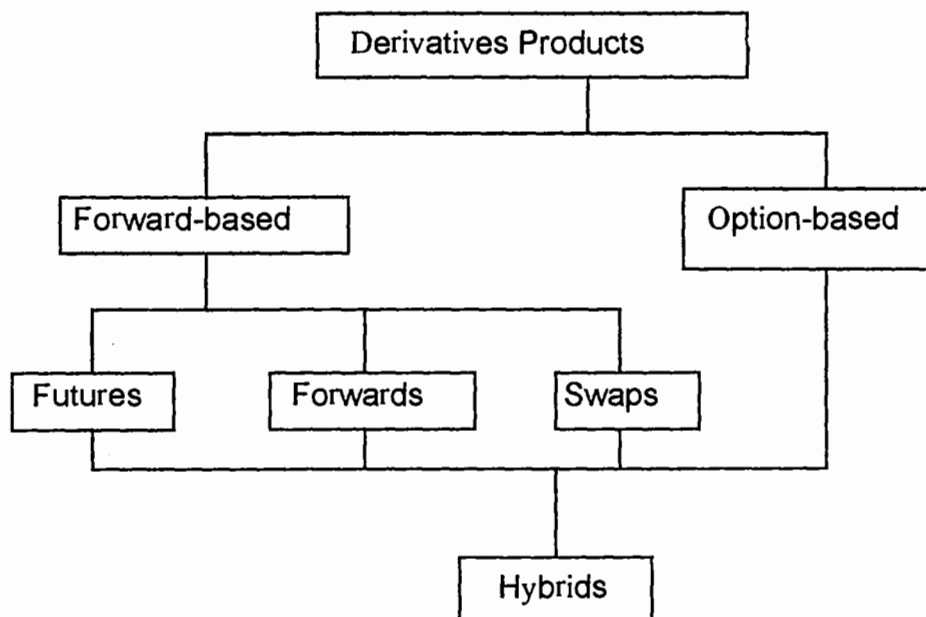 Derivatives Products
Forward-based
Option-based
Futures
Forwards
Swaps
Hybrids